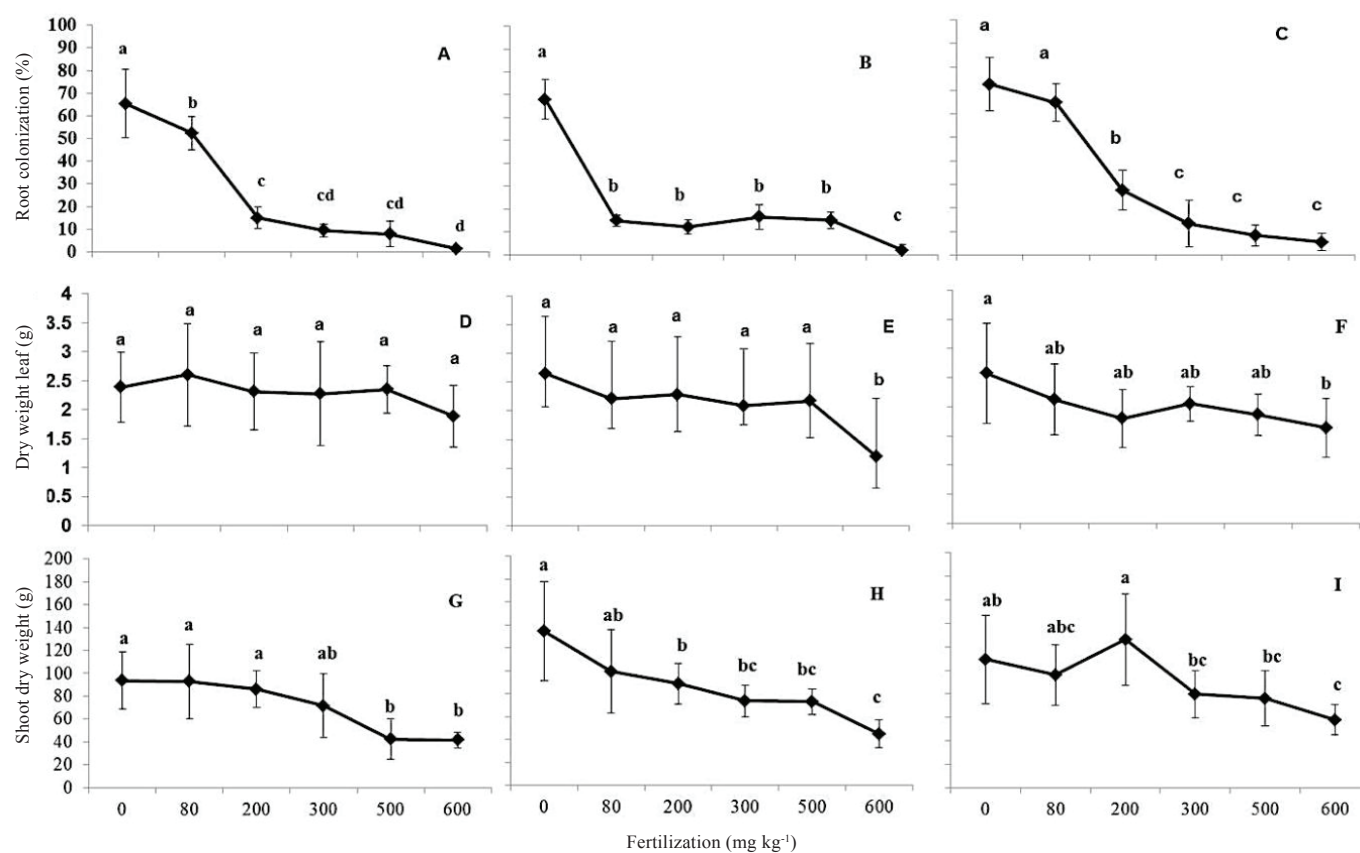 Root colonization (%)
100
90
80
70
60
50
40
30
20
10
0
A
a
b
c
cd
cd
d
B
a
b
b
b
b
c
C
a
a
b
c
c
c
Dry weight leaf (g)
4
3.5
3
2.5
2
1.5
1
0.5
0
D
a
a
a
a
a
a
E
a
a
a
a
a
b
F
a
ab
ab
ab
ab
b
Shoot dry weight (g)
200
180
160
140
120
100
80
60
40
20
0
G
a
a
a
ab
b
b
H
a
ab
b
bc
bc
c
I
ab
abc
a
bc
bc
c
0 80 200 300 500 600
0 80 200 300 500 600
0 80 200 300 500 600
Fertilization (mg kg⁻¹)